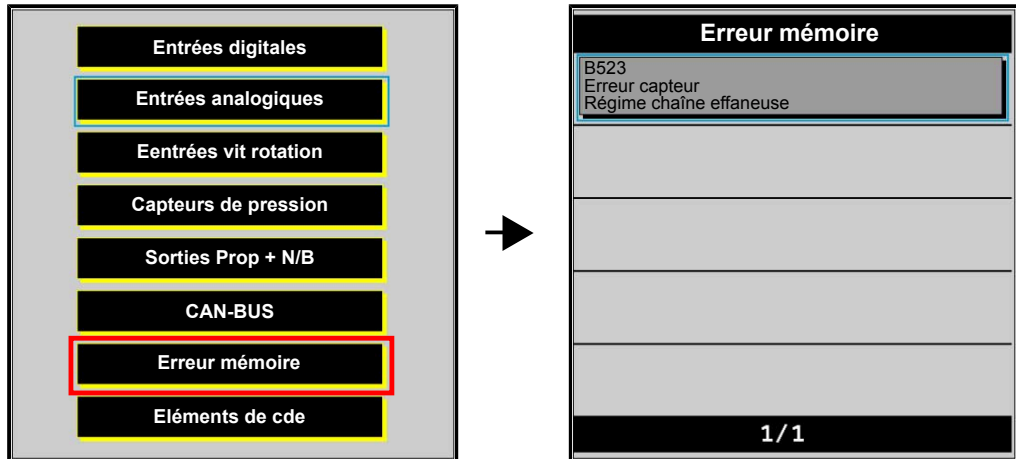 Entrées digitales
Entrées analogiques
Eentrées vit rotation
Capteurs de pression
Sorties Prop + N/B
CAN-BUS
Erreur mémoire
Eléments de cde
Erreur mémoire
B523
Erreur capteur
Régime chaîne effaneuse
1/1